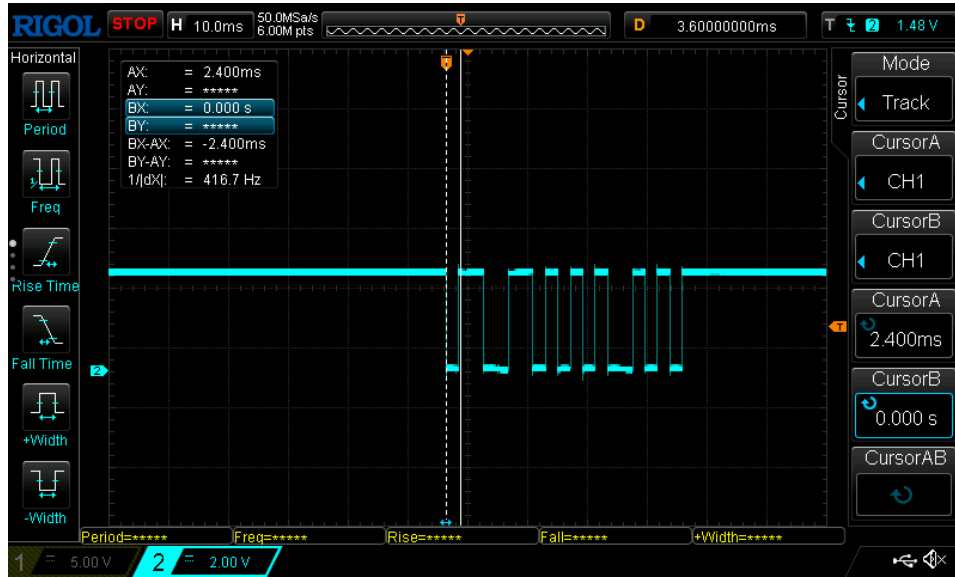 RIGOL STOP H 10.0ms 50.0MSa/s 6.00M pts D 3.60000000ms T 2 1.48 V
Horizontal
Period
Freq
Rise Time
Fall Time
+Width
-Width
AX: = 2.400ms
AY: = *****
BX: = 0.000 s
BY: = *****
BX-AX: = -2.400ms
BY-AY: = *****
1/|dX|: = 416.7 Hz
T
2
T
Cursor
Mode
Track
CursorA
CH1
CursorB
CH1
CursorA
2.400ms
CursorB
0.000 s
CursorAB
Period=***** Freq=***** Rise=***** Fall=***** +Width=*****
1 = 5.00 V 2 = 2.00 V